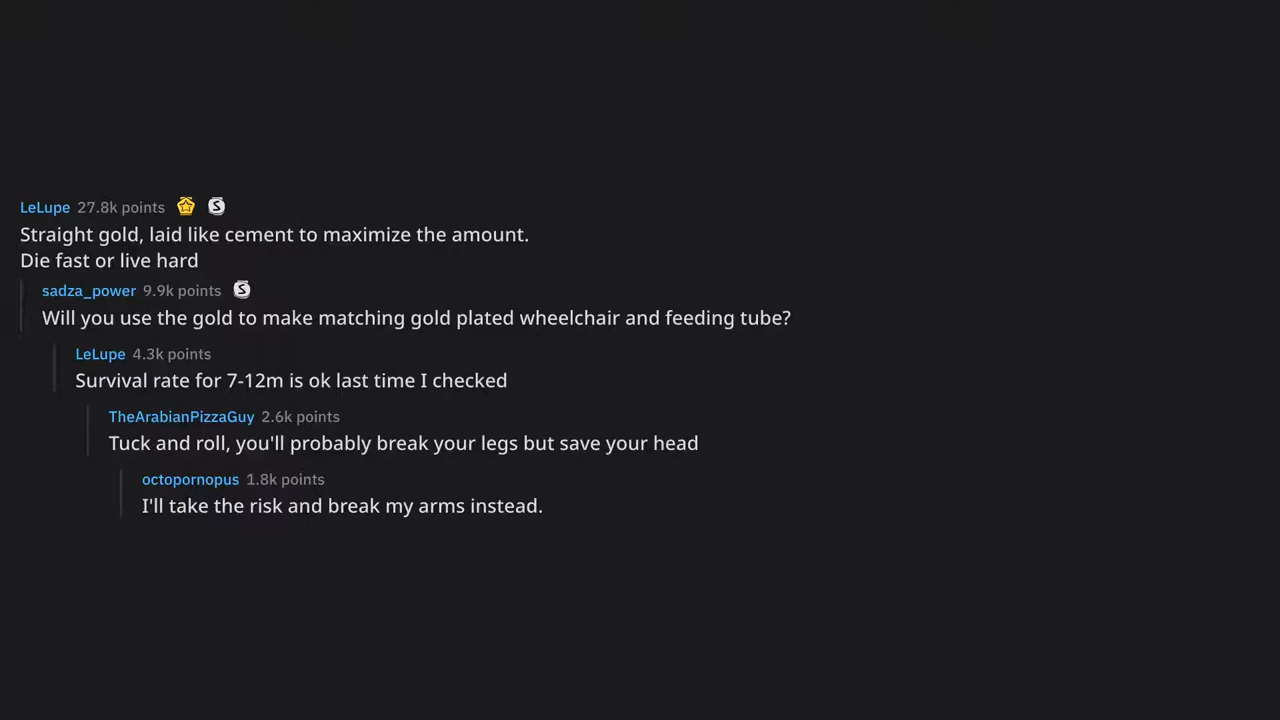 LeLupe 27.8k points
Straight gold, laid like cement to maximize the amount.
Die fast or live hard
sadza_power 9.9k points
Will you use the gold to make matching gold plated wheelchair and feeding tube?
LeLupe 4.3k points
Survival rate for 7-12m is ok last time I checked
TheArabianPizzaGuy 2.6k points
Tuck and roll, you'll probably break your legs but save your head
octopornopus 1.8k points
I'll take the risk and break my arms instead.